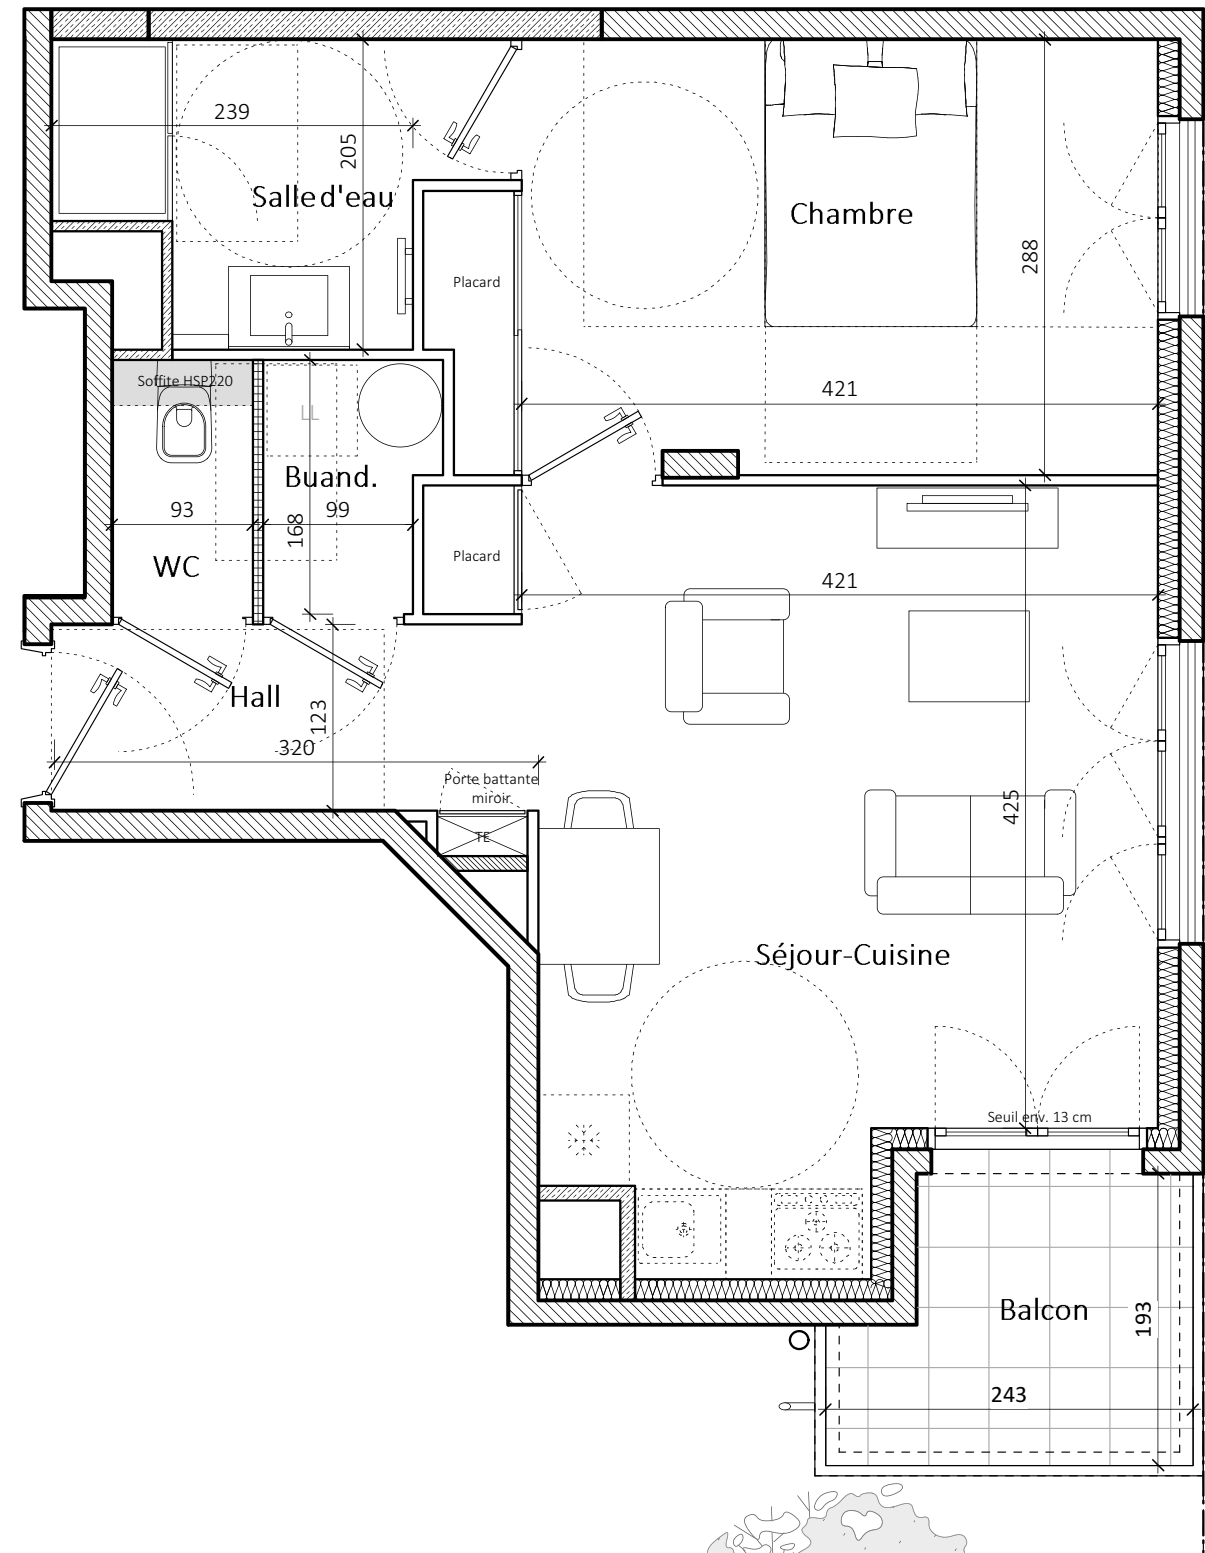 239
205
Salle d'eau
Chambre
288
Placard
421
Soffite HSP220
LL
Buand.
93
168
99
WC
Placard
421
Hall
123
320
Porte battante
miroir
TE
425
Séjour-Cuisine
Seuil env. 13 cm
Balcon
193
243